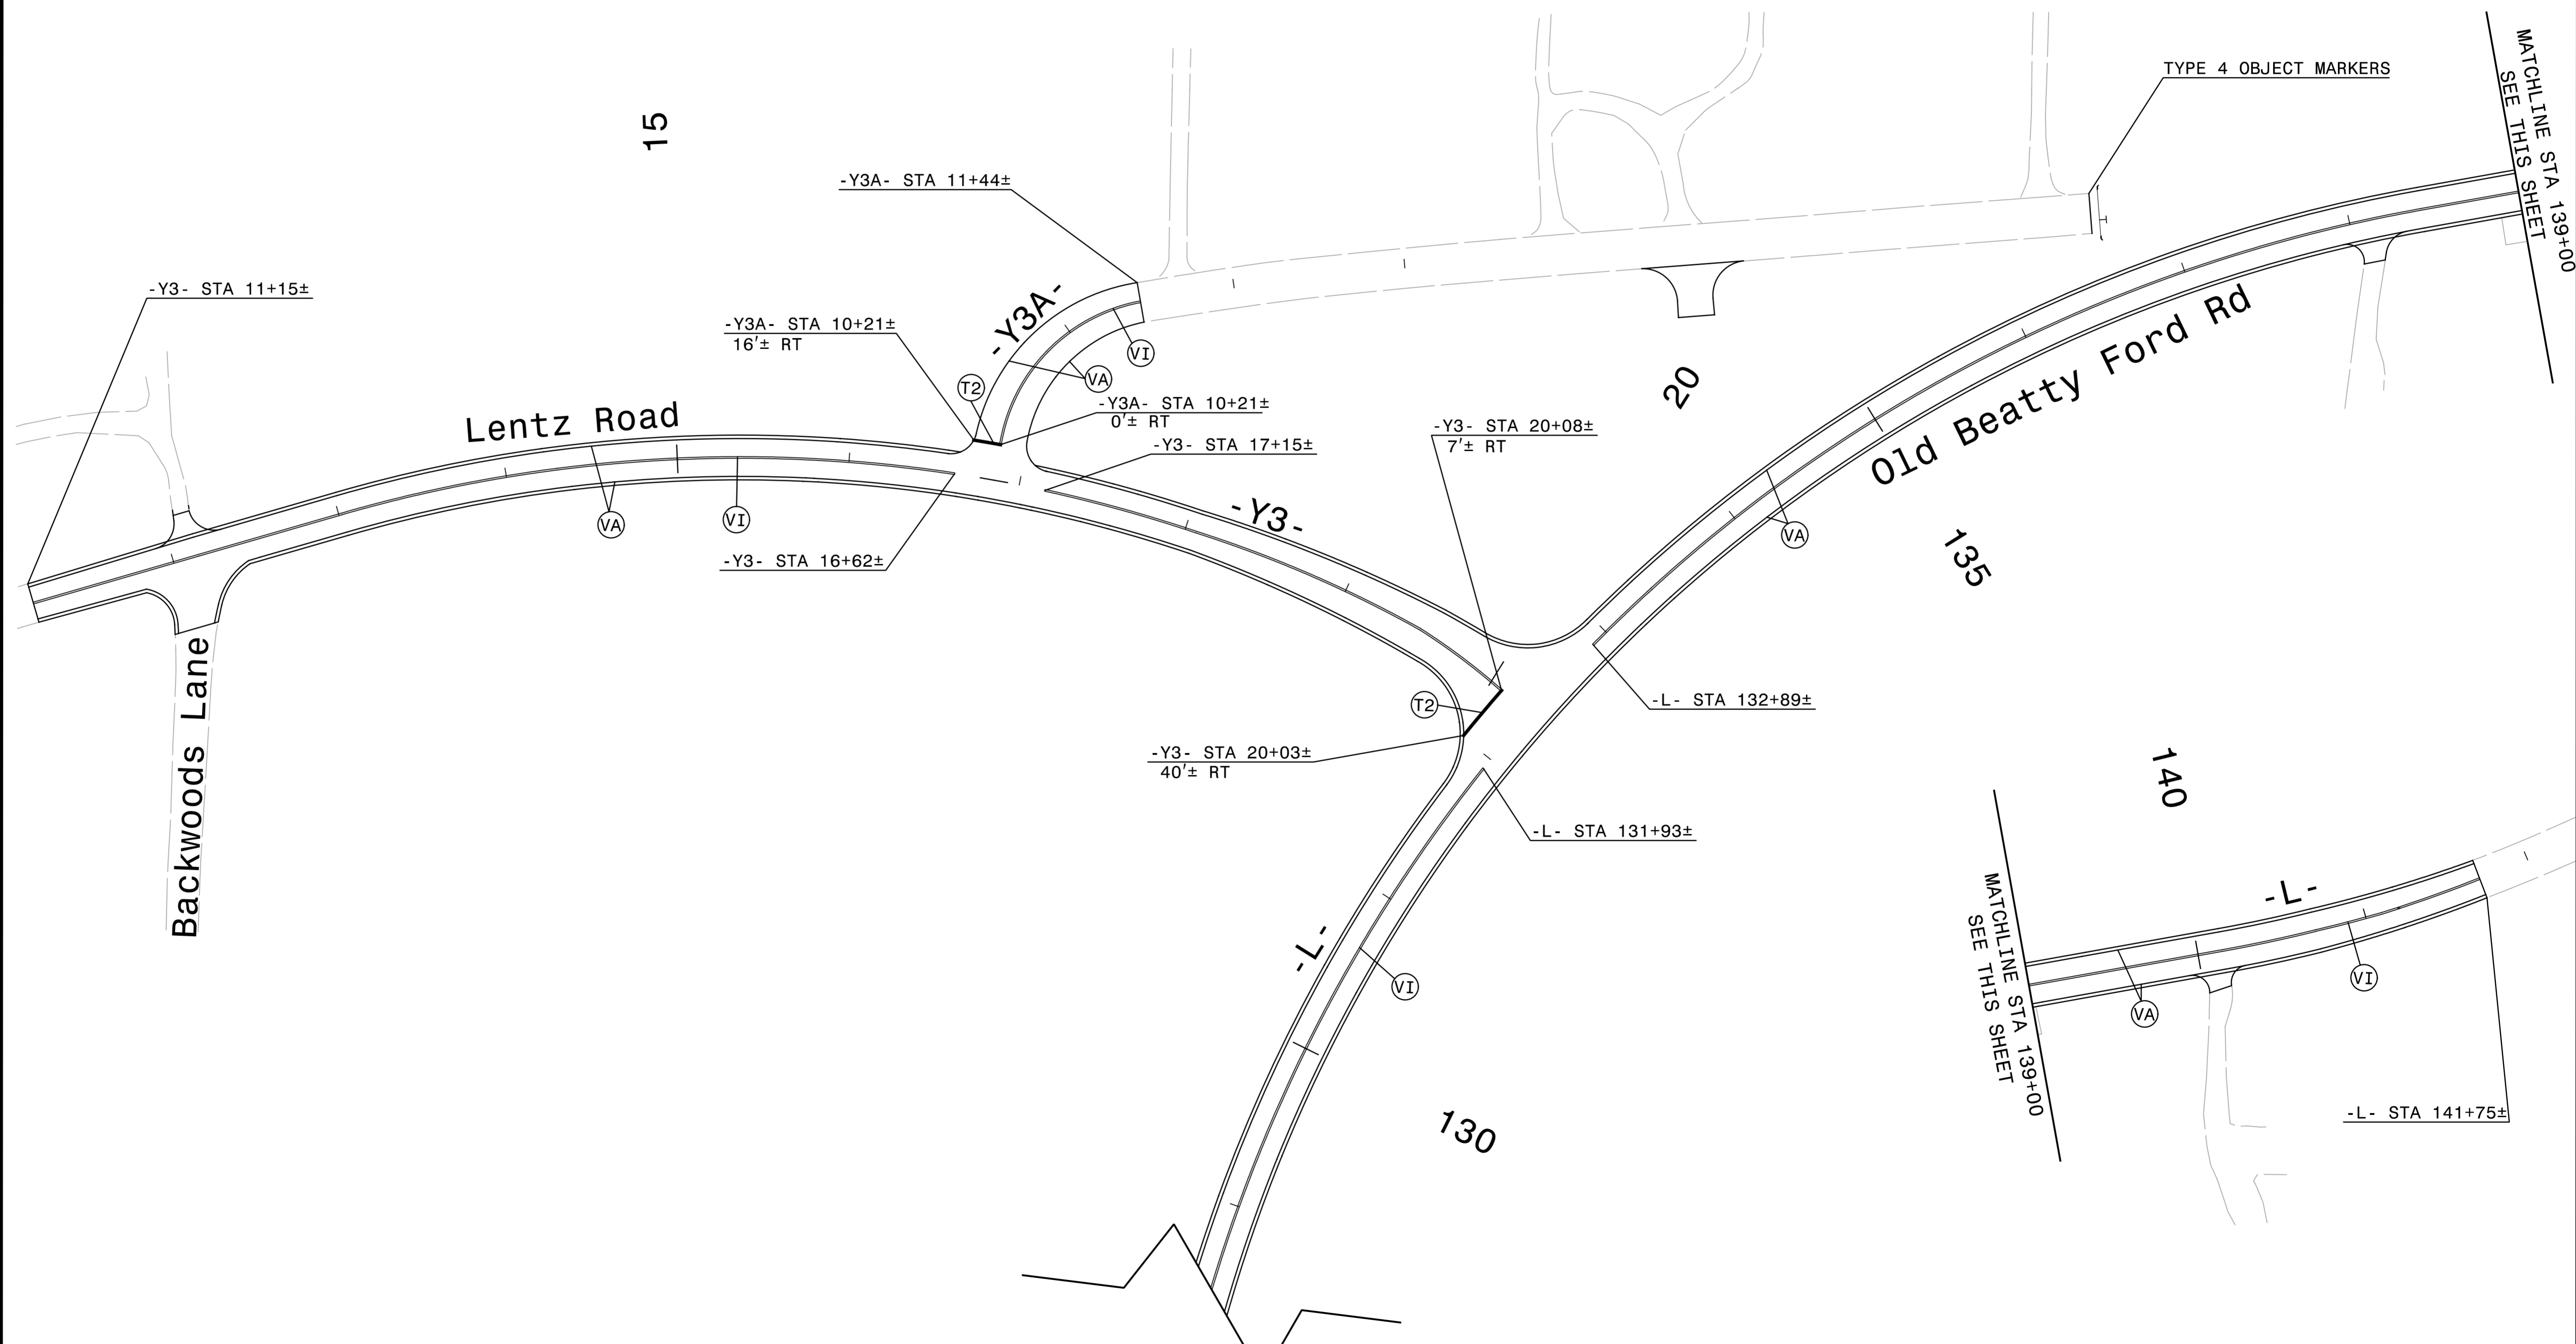 TYPE 4 OBJECT MARKERS
MATCHLINE STA 139+00
SEE THIS SHEET
15
-Y3A- STA 11+44±
-Y3- STA 11+15±
-Y3A-
-Y3A- STA 10+21±
16'± RT
VI
T2
VA
-Y3A- STA 10+21±
0'± RT
20
Old Beatty Ford Rd
Lentz Road
-Y3- STA 17+15±
-Y3- STA 20+08±
7'± RT
-Y3-
VA
VI
VA
-Y3- STA 16+62±
135
Backwoods Lane
T2
-L- STA 132+89±
-Y3- STA 20+03±
40'± RT
140
-L- STA 131+93±
-L-
VI
-L-
MATCHLINE STA 139+00
SEE THIS SHEET
VA
VI
-L- STA 141+75±
130